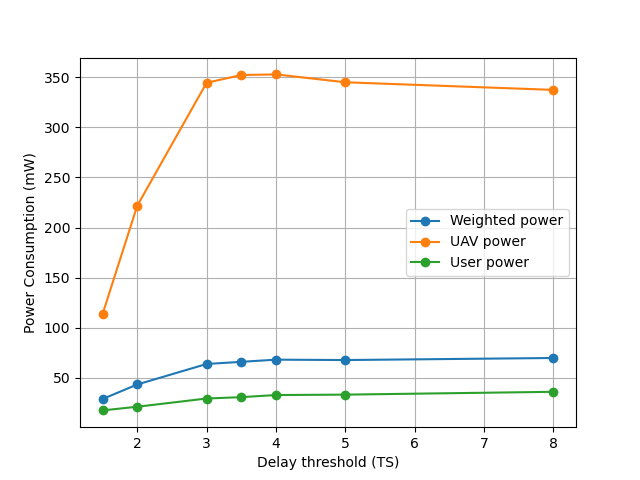 350
300
250
200
150
100
50
Power Consumption (mW)
Weighted power
UAV power
User power
2 3 4 5 6 7 8
Delay threshold (TS)